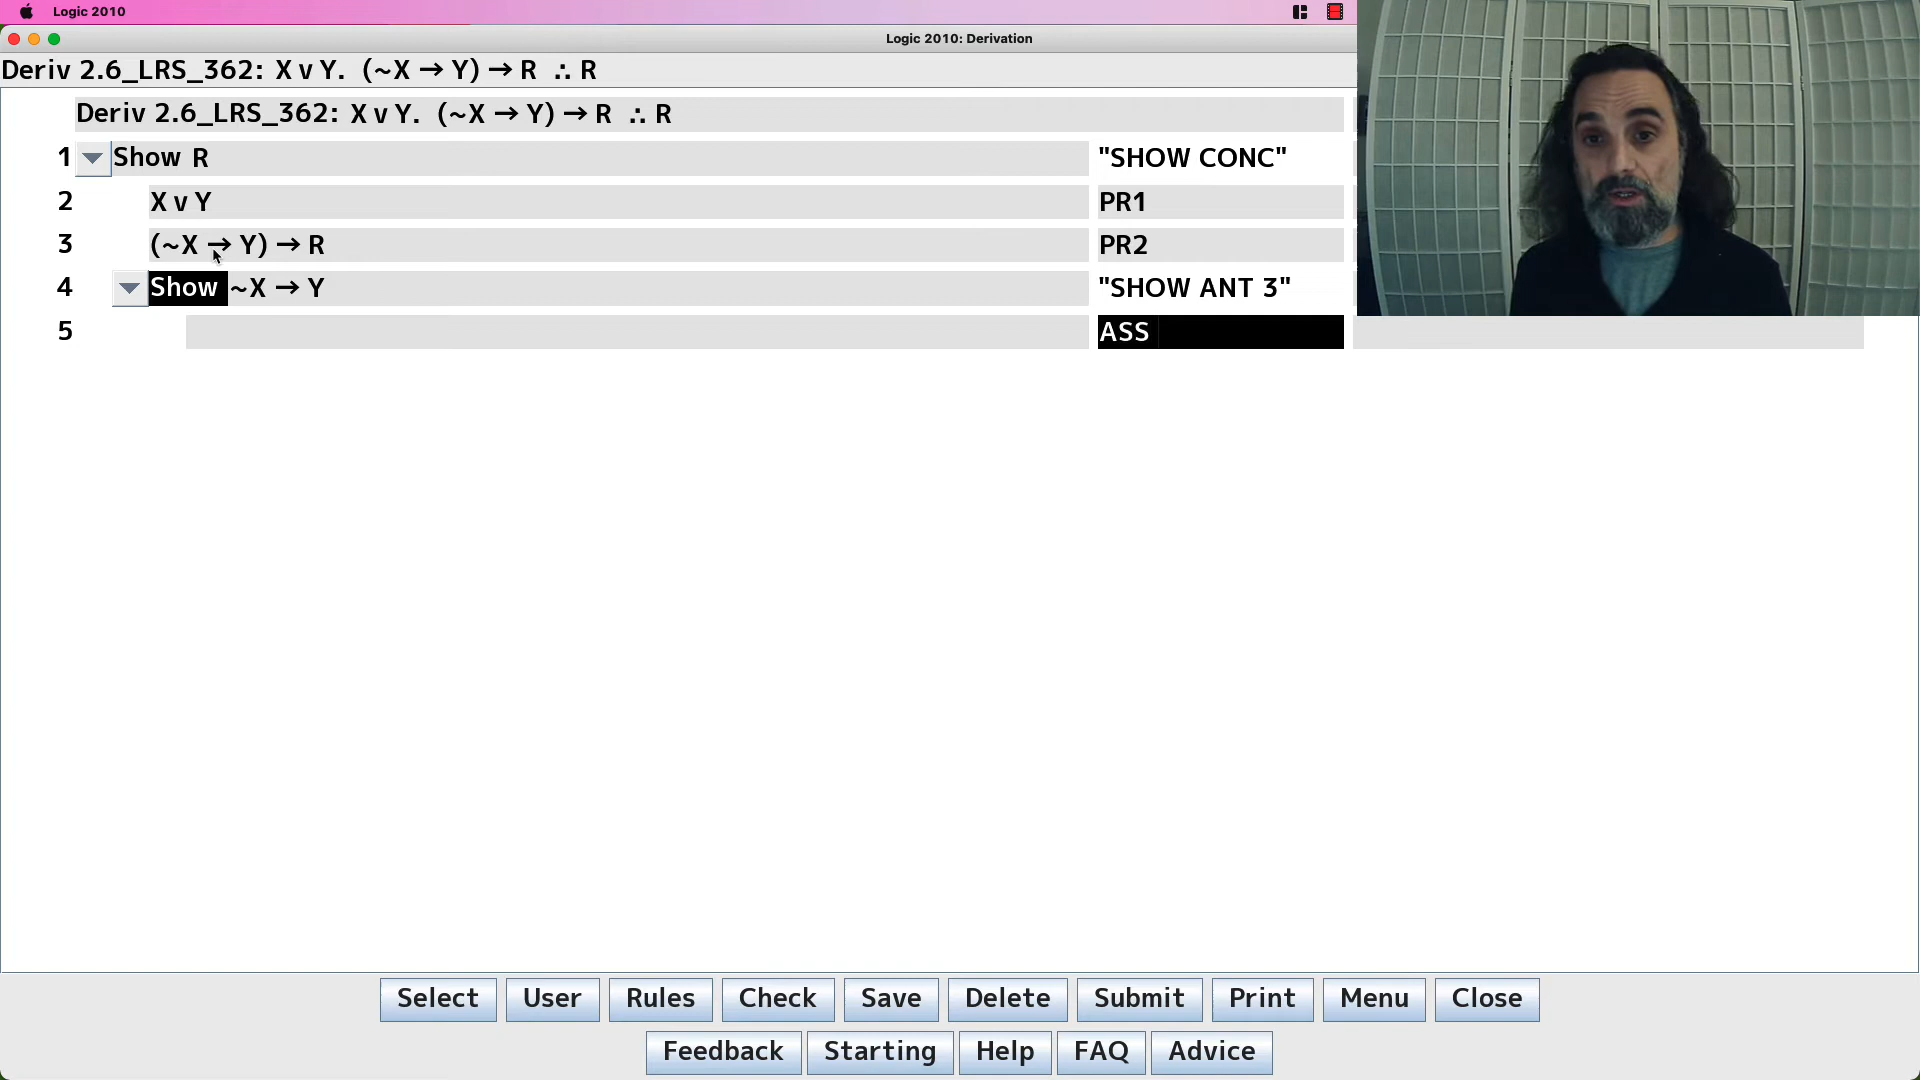 Logic 2010
Logic 2010: Derivation
Deriv 2.6_LRS_362: X v Y. (~X → Y) → R ∴ R
Deriv 2.6_LRS_362: X v Y. (~X → Y) → R ∴ R
1 Show R "SHOW CONC"
2 X v Y PR1
3 (~X → Y) → R PR2
4 Show ~X → Y "SHOW ANT 3"
5 ASS
Select User Rules Check Save Delete Submit Print Menu Close
Feedback Starting Help FAQ Advice